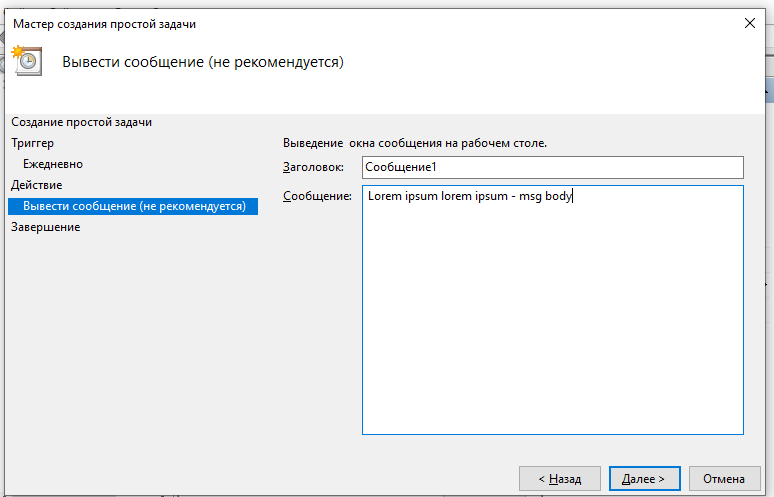 Мастер создания простой задачи
Вывести сообщение (не рекомендуется)
Создание простой задачи
Триггер
Ежедневно
Действие
Вывести сообщение (не рекомендуется)
Завершение
Выведение окна сообщения на рабочем столе.
Заголовок: Сообщение1
Сообщение: Lorem ipsum lorem ipsum - msg body
< Назад Далее > Отмена